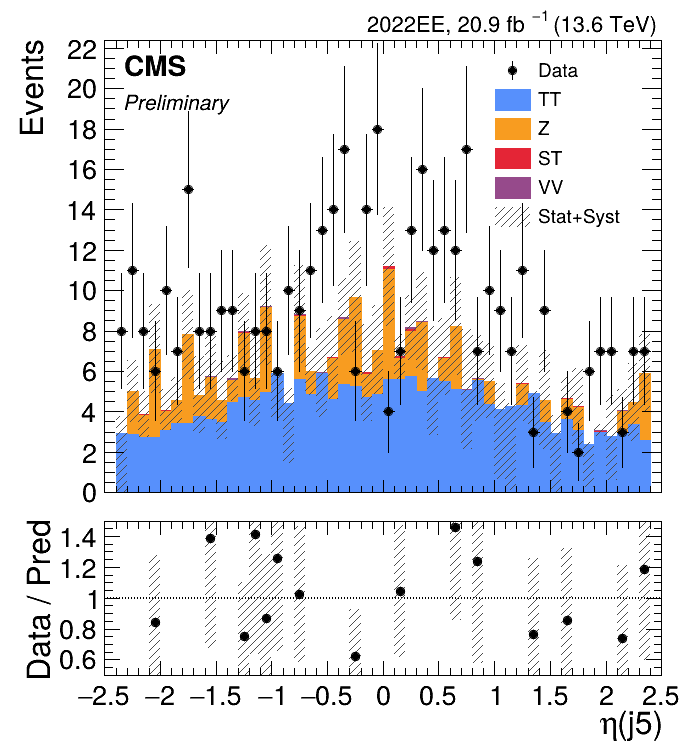 2022EE, 20.9 fb⁻¹ (13.6 TeV)
Events
CMS
Preliminary
Data
TT
Z
ST
VV
Stat+Syst
22
20
18
16
14
12
10
8
6
4
2
0
Data / Pred
1.4
1.2
1
0.8
0.6
−2.5 −2 −1.5 −1 −0.5 0 0.5 1 1.5 2 2.5
η(j5)